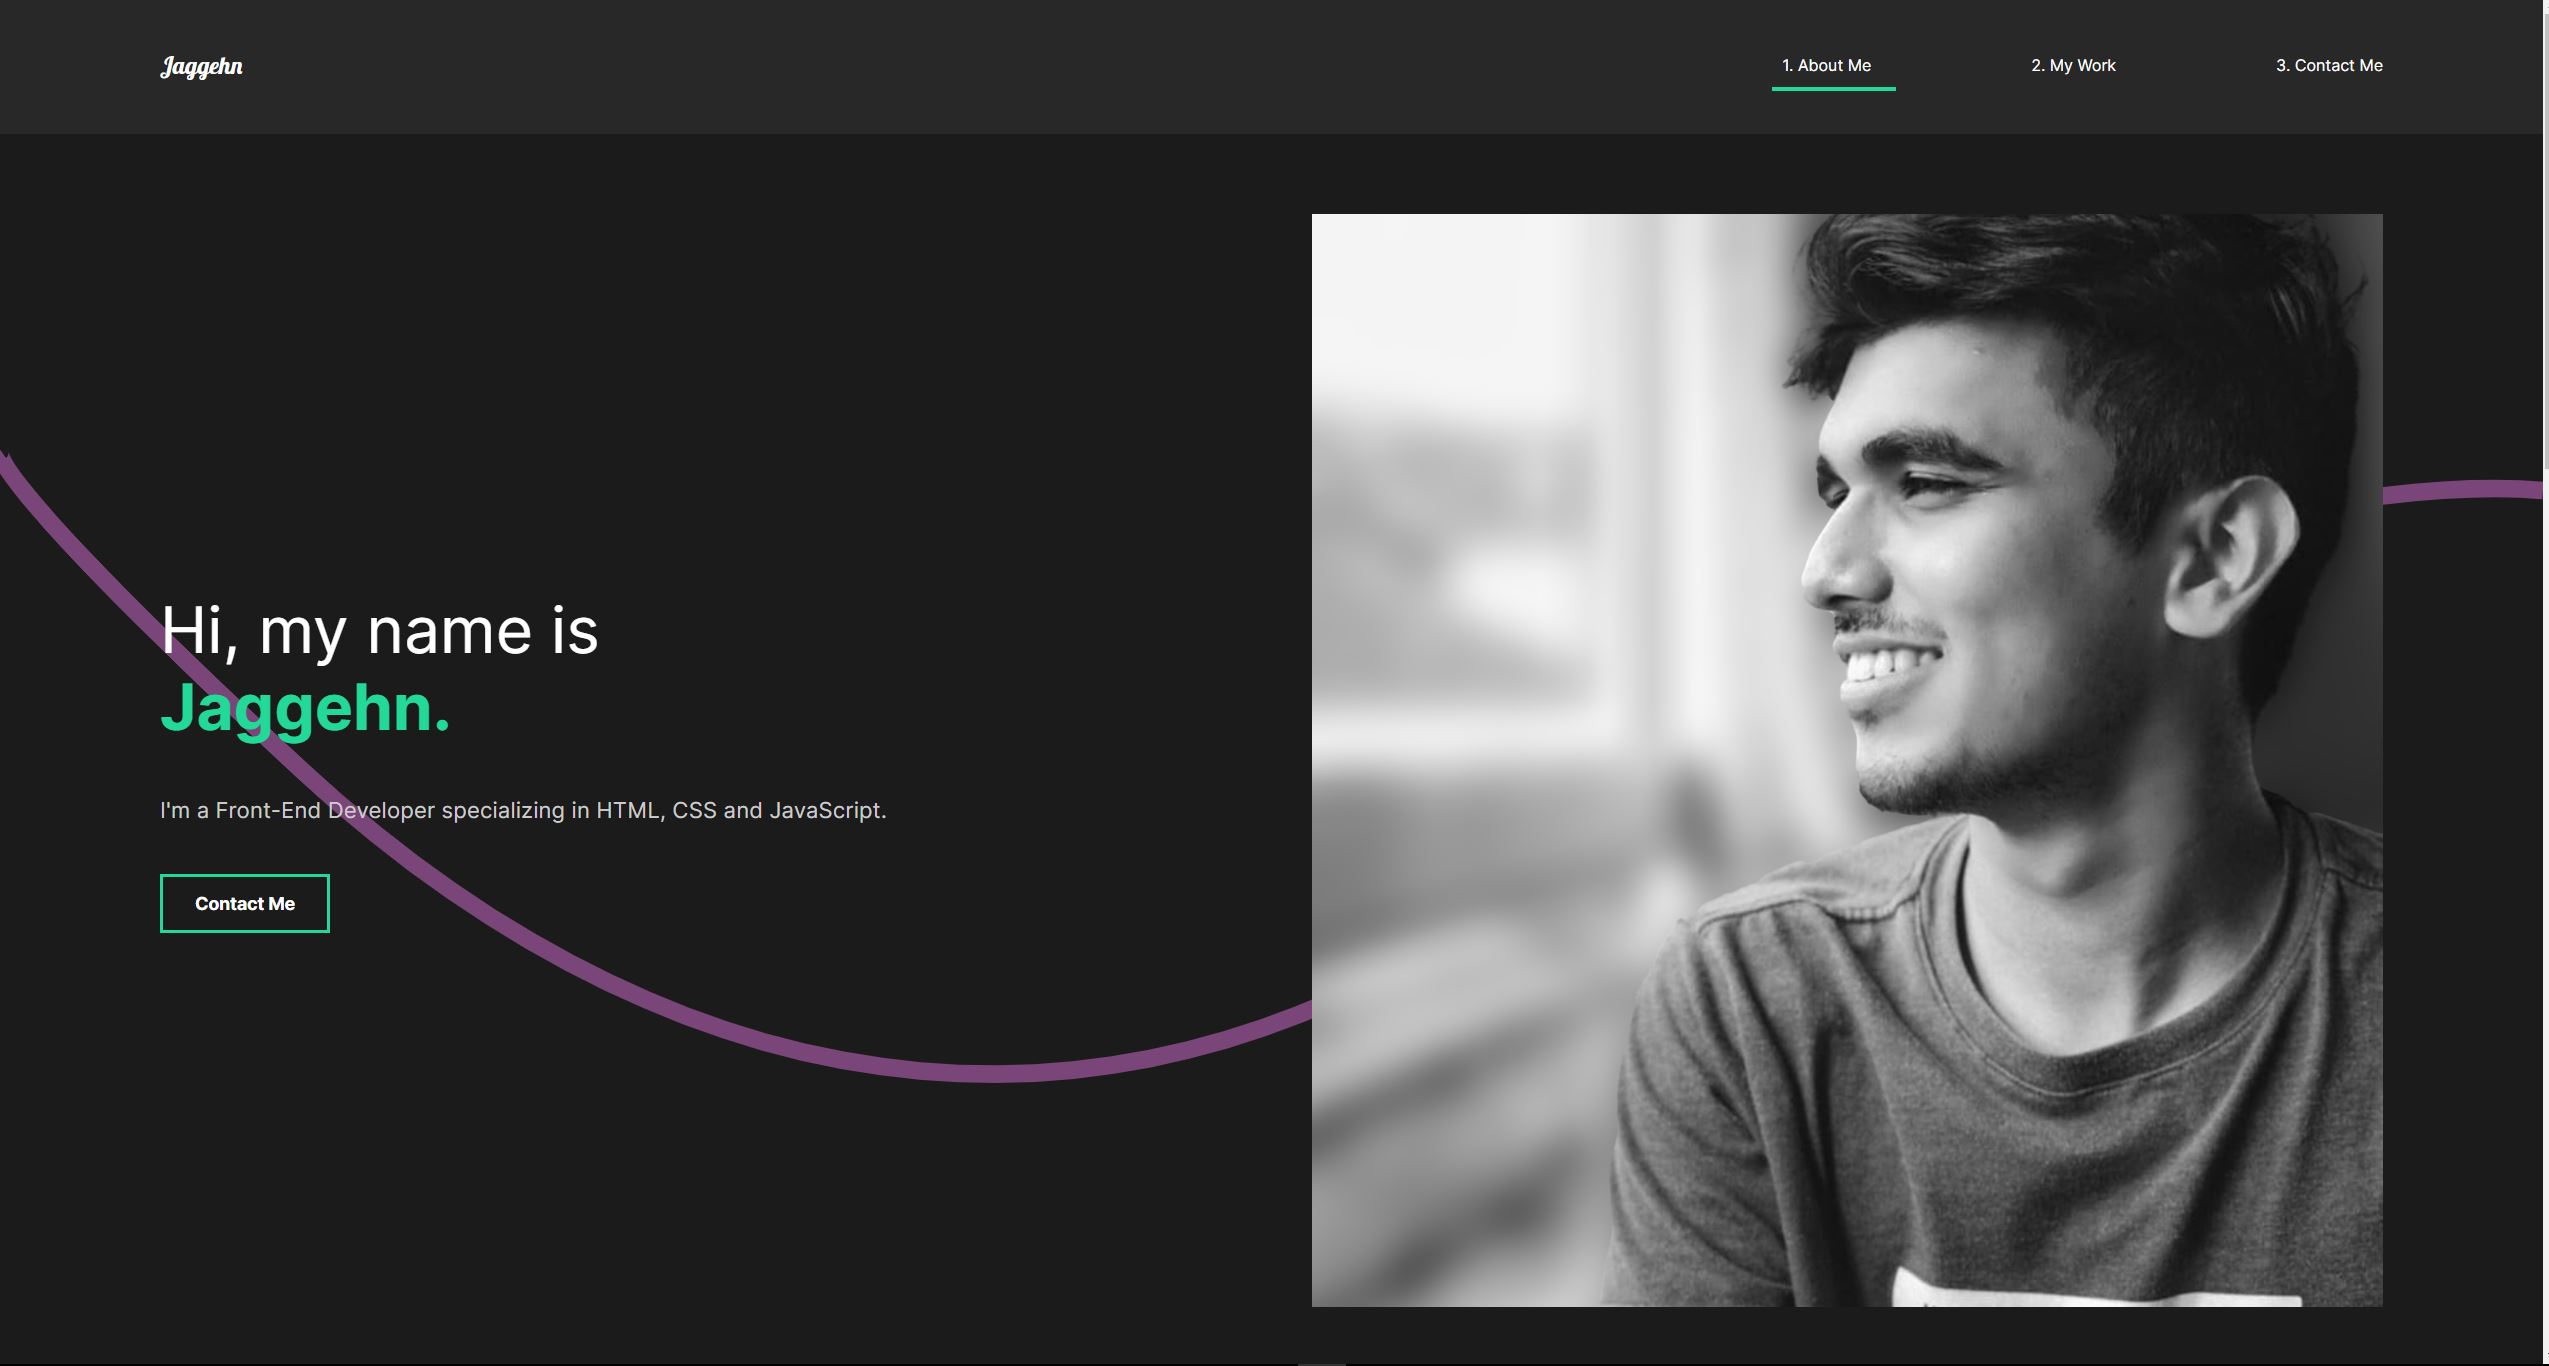 Jaggehn
1. About Me
2. My Work
3. Contact Me
Hi, my name is
Jaggehn.
I'm a Front-End Developer specializing in HTML, CSS and JavaScript.
Contact Me